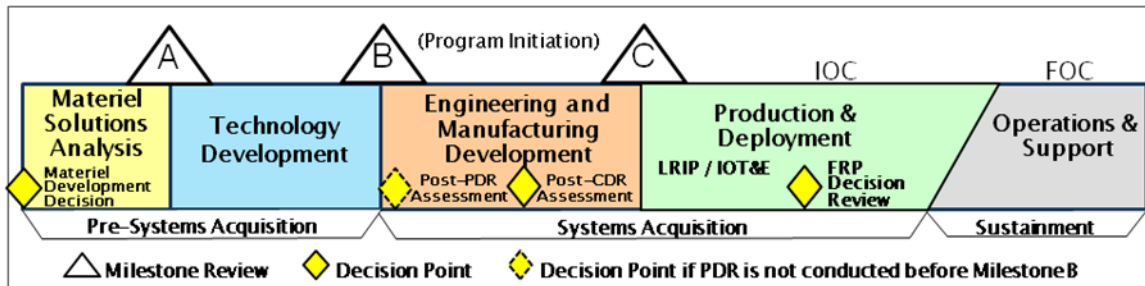 A
B
(Program Initiation)
C
IOC
FOC
Materiel
Solutions
Analysis
Materiel
Development
Decision
Technology
Development
Engineering and
Manufacturing
Development
Post-PDR
Assessment
Post-CDR
Assessment
Production &
Deployment
LRIP / IOT&E
FRP
Decision
Review
Operations &
Support
Pre-Systems Acquisition
Systems Acquisition
Sustainment
Milestone Review
Decision Point
Decision Point if PDR is not conducted before Milestone B